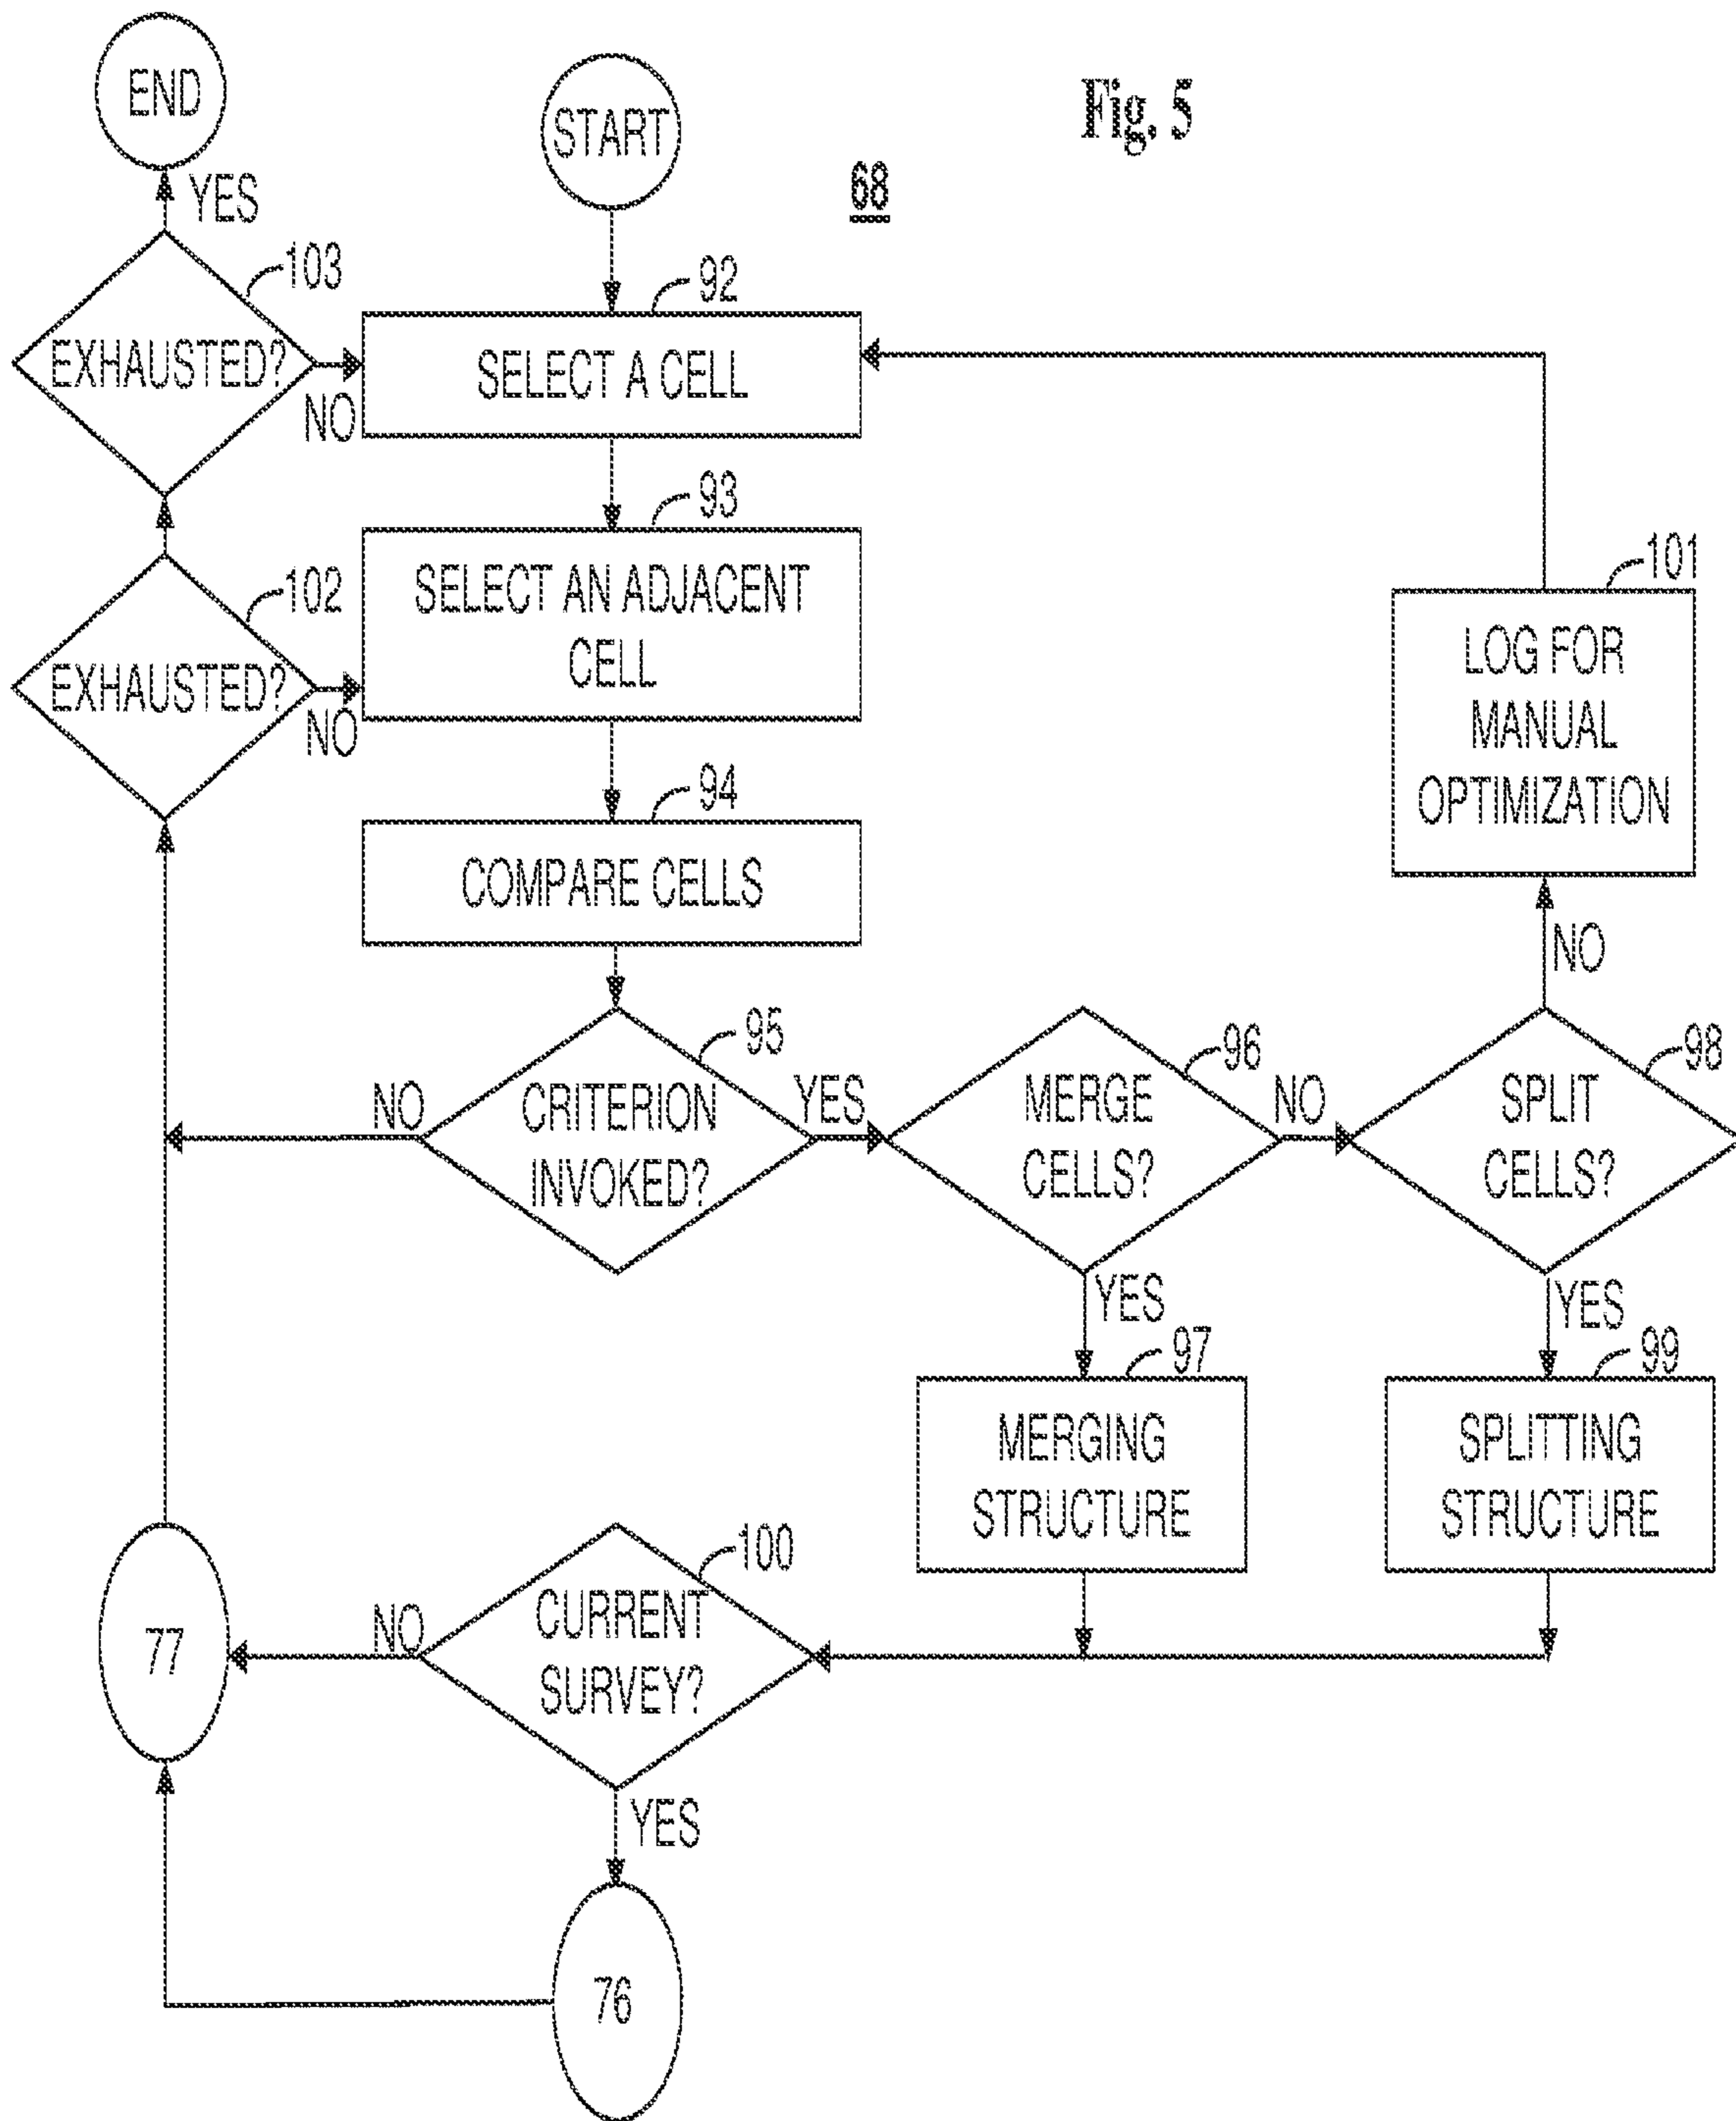 END
START
Fig. 5
68
YES
103
92
EXHAUSTED?
SELECT A CELL
NO
93
102
SELECT AN ADJACENT
CELL
EXHAUSTED?
NO
101
LOG FOR
MANUAL
OPTIMIZATION
94
COMPARE CELLS
NO
95
96
98
NO
CRITERION
INVOKED?
YES
MERGE
CELLS?
NO
SPLIT
CELLS?
YES
YES
97
99
MERGING
STRUCTURE
SPLITTING
STRUCTURE
100
77
NO
CURRENT
SURVEY?
YES
76